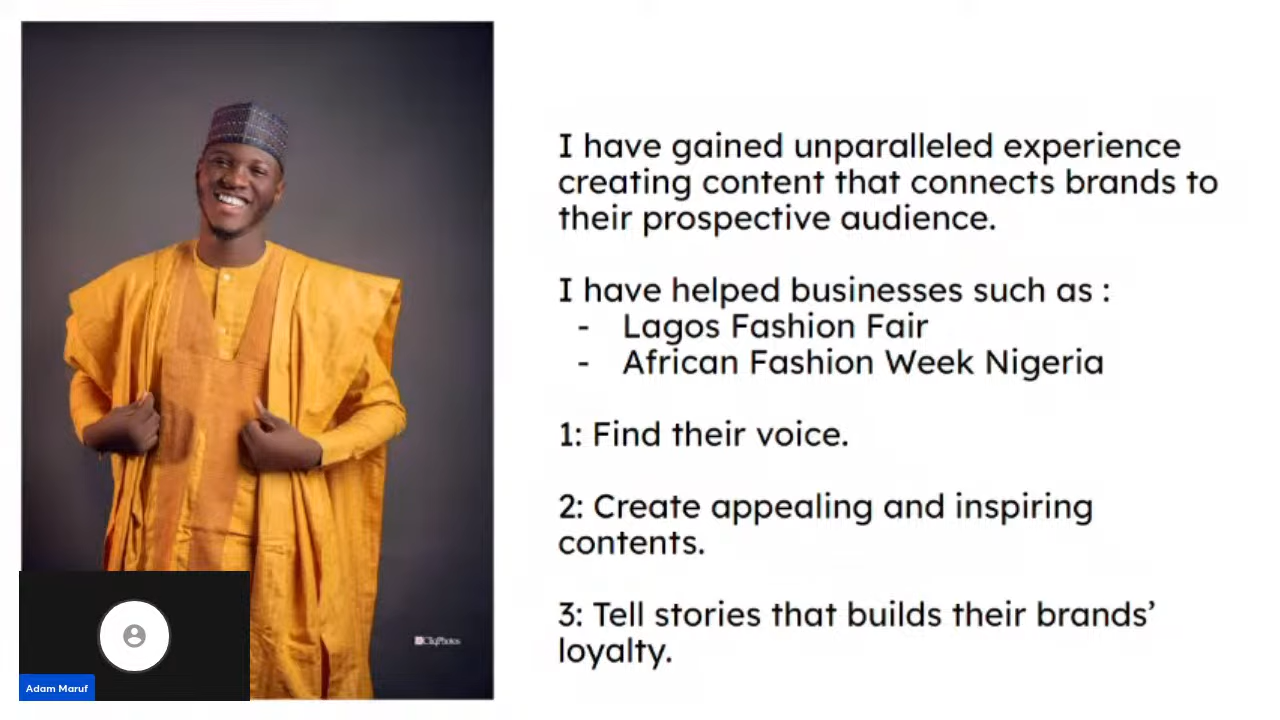 I have gained unparalleled experience
creating content that connects brands to
their prospective audience.
I have helped businesses such as :
- Lagos Fashion Fair
- African Fashion Week Nigeria
1: Find their voice.
2: Create appealing and inspiring
contents.
3: Tell stories that builds their brands’
loyalty.
CliqPhotos
Adam Maruf